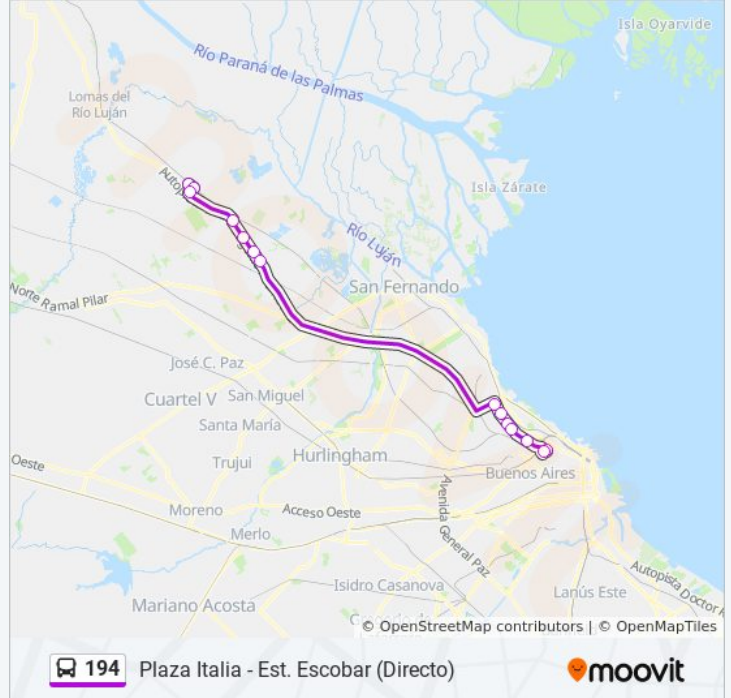 Isla Oyarvide
Río Paraná de las Palmas
Lomas del
Río Luján
Isla Zárate
Río Luján
San Fernando
Norte Ramal Pilar
José C. Paz
Cuartel V
San Miguel
Santa María
Hurlingham
Trujui
Oeste
Buenos Aires
Moreno
Acceso Oeste
Avenida General Paz
Merlo
Autopista Doctor
Isidro Casanova
Lanús Este
Mariano Acosta
© OpenStreetMap contributors | © OpenMapTiles
194 Plaza Italia - Est. Escobar (Directo)
moovit